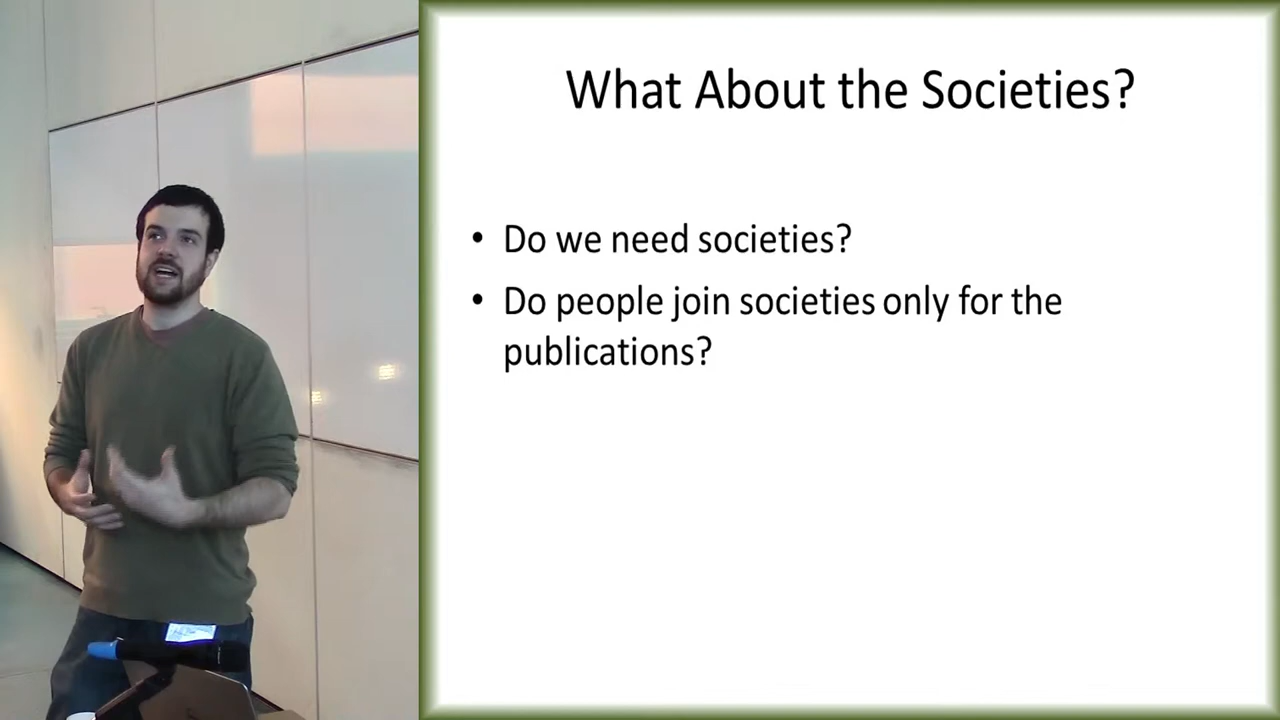 What About the Societies?
• Do we need societies?
• Do people join societies only for the
publications?